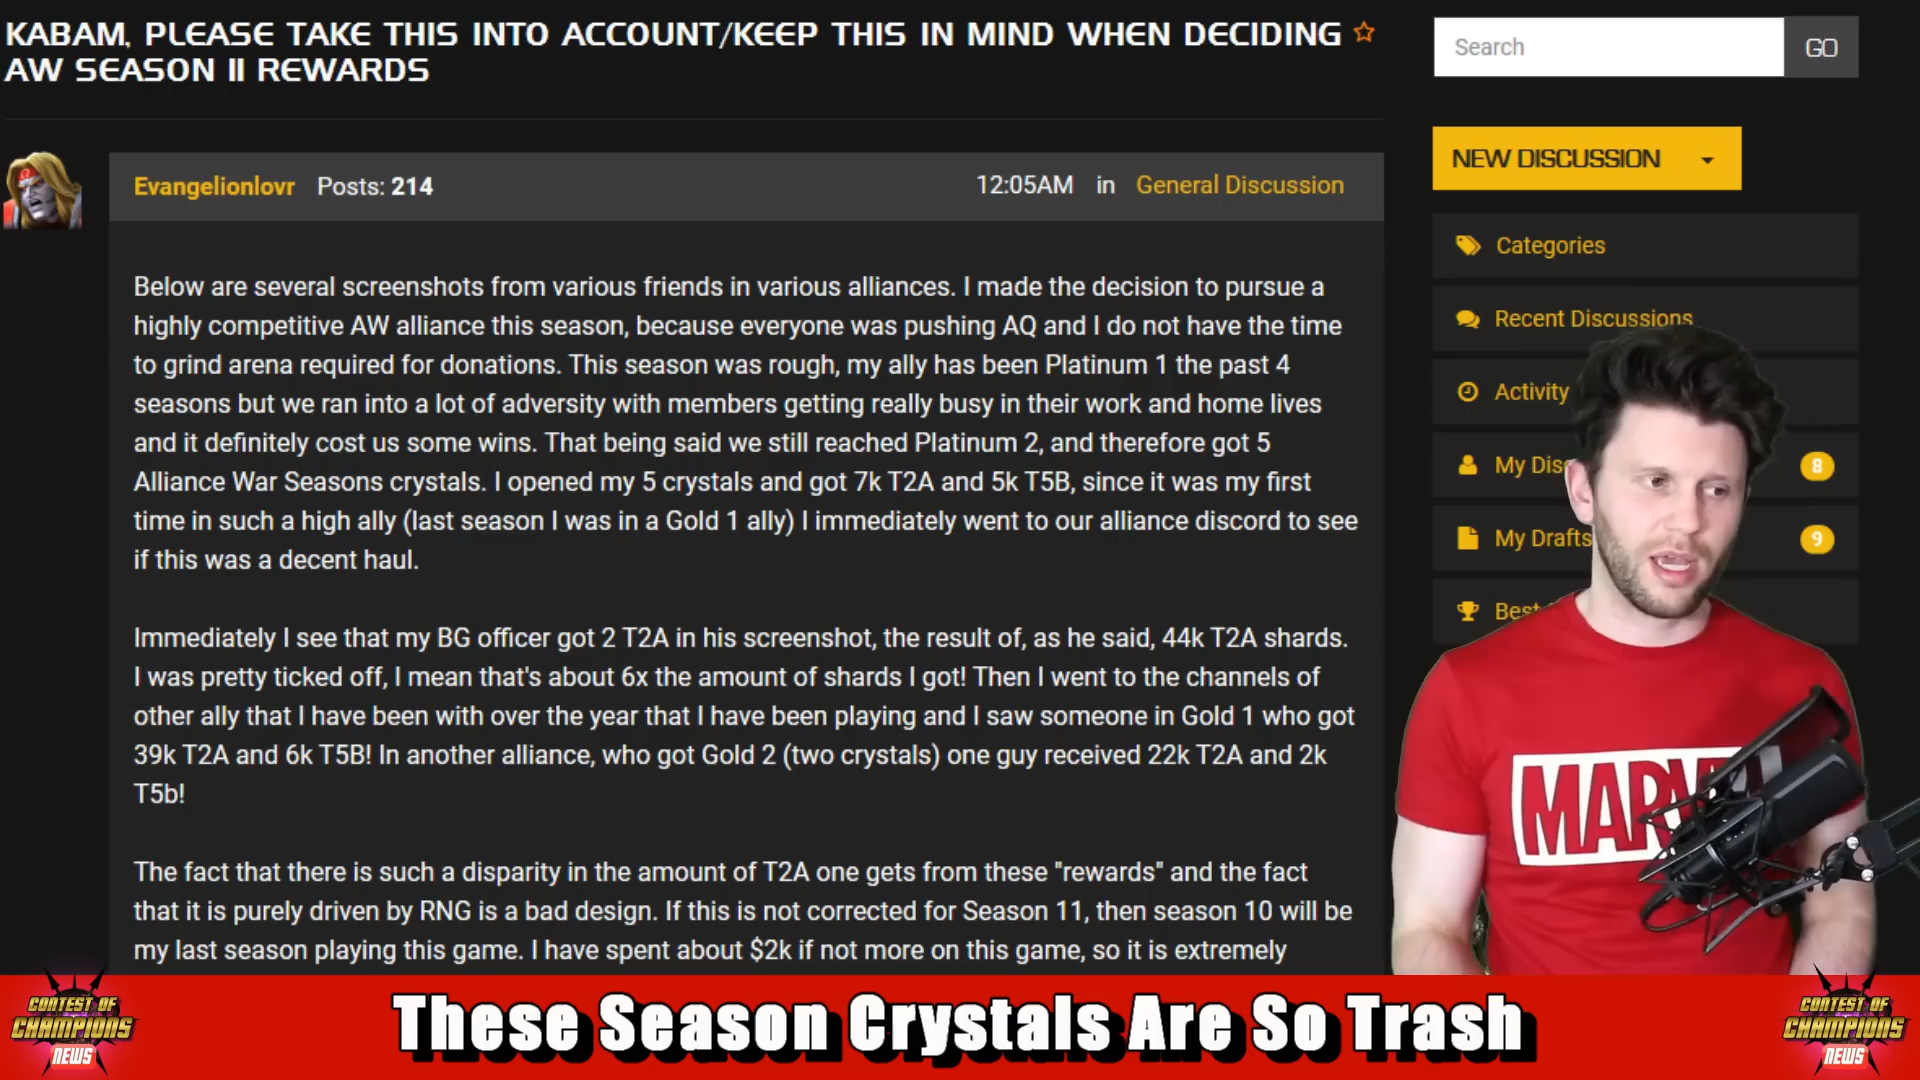 KABAM, PLEASE TAKE THIS INTO ACCOUNT/KEEP THIS IN MIND WHEN DECIDING
AW SEASON II REWARDS
Search
GO
NEW DISCUSSION
Evangelionlovr Posts: 214
12:05AM in General Discussion
Categories
Recent Discussions
Activity
My
8
My Drafts
9
Best
Below are several screenshots from various friends in various alliances. I made the decision to pursue a
highly competitive AW alliance this season, because everyone was pushing AQ and I do not have the time
to grind arena required for donations. This season was rough, my ally has been Platinum 1 the past 4
seasons but we ran into a lot of adversity with members getting really busy in their work and home lives
and it definitely cost us some wins. That being said we still reached Platinum 2, and therefore got 5
Alliance War Seasons crystals. I opened my 5 crystals and got 7k T2A and 5k T5B, since it was my first
time in such a high ally (last season I was in a Gold 1 ally) I immediately went to our alliance discord to see
if this was a decent haul.
Immediately I see that my BG officer got 2 T2A in his screenshot, the result of, as he said, 44k T2A shards.
I was pretty ticked off, I mean that's about 6x the amount of shards I got! Then I went to the channels of
other ally that I have been with over the year that I have been playing and I saw someone in Gold 1 who got
39k T2A and 6k T5B! In another alliance, who got Gold 2 (two crystals) one guy received 22k T2A and 2k
T5b!
The fact that there is such a disparity in the amount of T2A one gets from these "rewards" and the fact
that it is purely driven by RNG is a bad design. If this is not corrected for Season 11, then season 10 will be
my last season playing this game. I have spent about $2k if not more on this game, so it is extremely
MARVEL
CONTEST OF
CHAMPIONS
NEWS
These Season Crystals Are So Trash
CONTEST OF
CHAMPIONS
NEWS